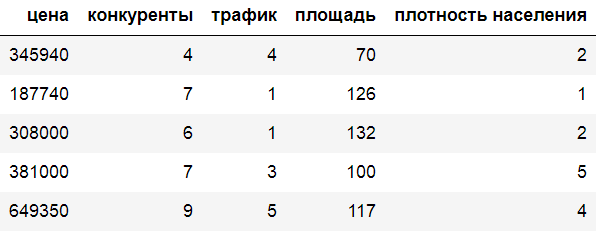 цена конкуренты трафик площадь плотность населения
345940 4 4 70 2
187740 7 1 126 1
308000 6 1 132 2
381000 7 3 100 5
649350 9 5 117 4